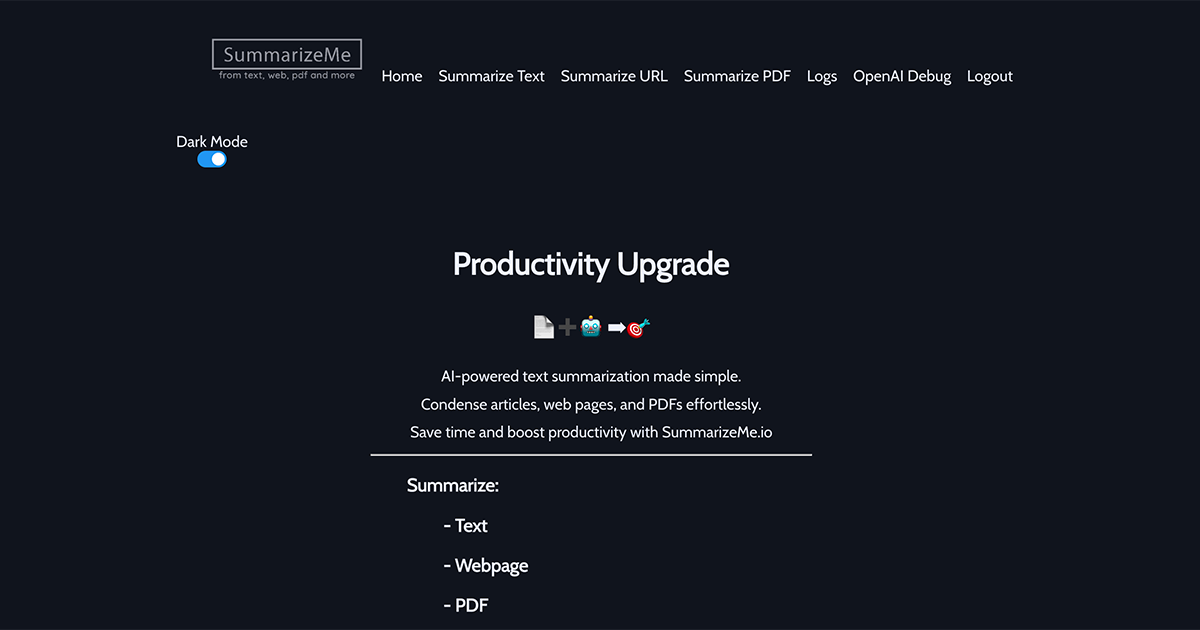 SummarizeMe
from text, web, pdf and more
Home Summarize Text Summarize URL Summarize PDF Logs OpenAI Debug Logout
Dark Mode
Productivity Upgrade
AI-powered text summarization made simple.
Condense articles, web pages, and PDFs effortlessly.
Save time and boost productivity with SummarizeMe.io
Summarize:
- Text
- Webpage
- PDF